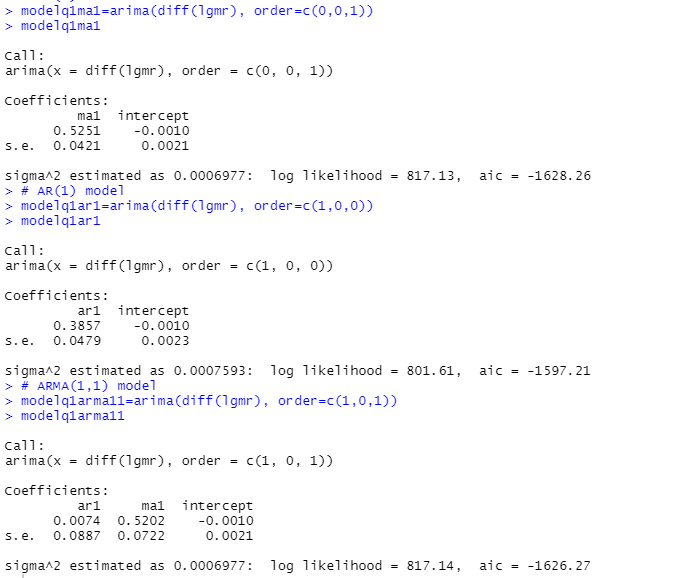 > modelq1ma1=arima(diff(lgmr), order=c(0,0,1))
> modelq1ma1
Call:
arima(x = diff(lgmr), order = c(0, 0, 1))
Coefficients:
         ma1  intercept
      0.5251    -0.0010
s.e.  0.0421     0.0021
sigma^2 estimated as 0.0006977:  log likelihood = 817.13,  aic = -1628.26
> # AR(1) model
> modelq1ar1=arima(diff(lgmr), order=c(1,0,0))
> modelq1ar1
Call:
arima(x = diff(lgmr), order = c(1, 0, 0))
Coefficients:
         ar1  intercept
      0.3857    -0.0010
s.e.  0.0479     0.0023
sigma^2 estimated as 0.0007593:  log likelihood = 801.61,  aic = -1597.21
> # ARMA(1,1) model
> modelq1arma11=arima(diff(lgmr), order=c(1,0,1))
> modelq1arma11
Call:
arima(x = diff(lgmr), order = c(1, 0, 1))
Coefficients:
         ar1     ma1  intercept
      0.0074  0.5202    -0.0010
s.e.  0.0887  0.0722     0.0021
sigma^2 estimated as 0.0006977:  log likelihood = 817.14,  aic = -1626.27